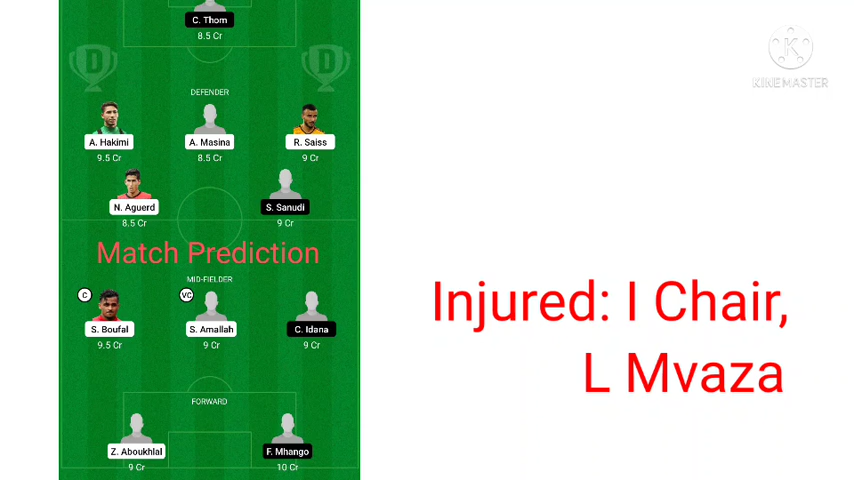 C. Thom
8.5 Cr
D
D
DEFENDER
A. Hakimi
A. Masina
R. Saiss
9.5 Cr
8.5 Cr
9 Cr
N. Aguerd
S. Sanudi
8.5 Cr
9 Cr
Match Prediction
MID-FIELDER
C
VC
S. Boufal
S. Amallah
C. Idana
9.5 Cr
9 Cr
9 Cr
FORWARD
Z. Aboukhlal
F. Mhango
9 Cr
10 Cr
K
KINEMASTER
Injured: I Chair,
L Mvaza